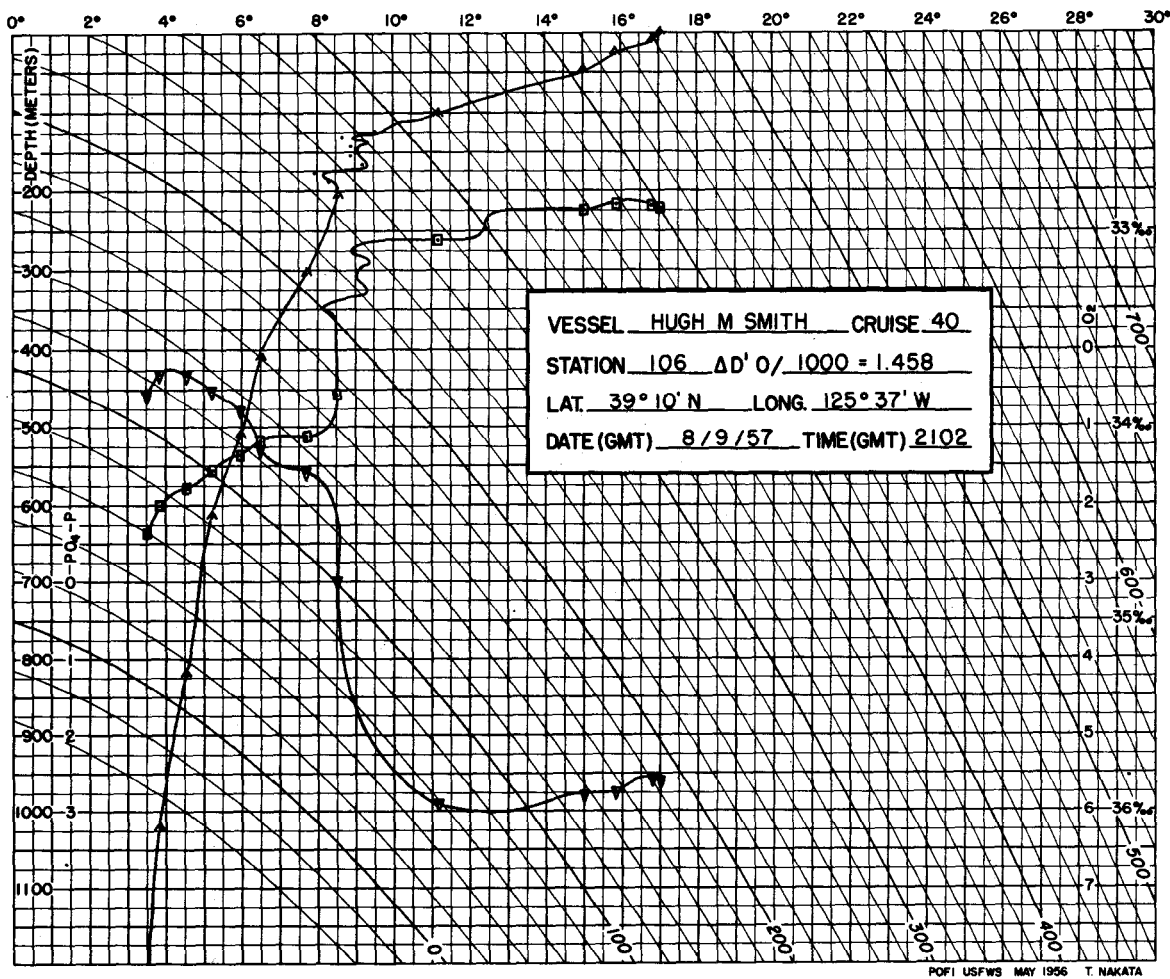 0° 2° 4° 6° 8° 10° 12° 14° 16° 18° 20° 22° 24° 26° 28° 30°
DEPTH (METERS)
200
33‰
300
O₂
700
VESSEL HUGH M SMITH CRUISE 40
400
0
STATION 106 ΔD' 0/ 1000 = 1.458
LAT. 39° 10' N LONG. 125° 37' W
500
1
34‰
DATE (GMT) 8/9/57 TIME (GMT) 2102
600
2
PO₄-P
700 0
3
600
35‰
800 1
4
900 2
5
1000 3
6
36‰
500
1100
7
0 100 200 300 400
POFI USFWS MAY 1956 T. NAKATA